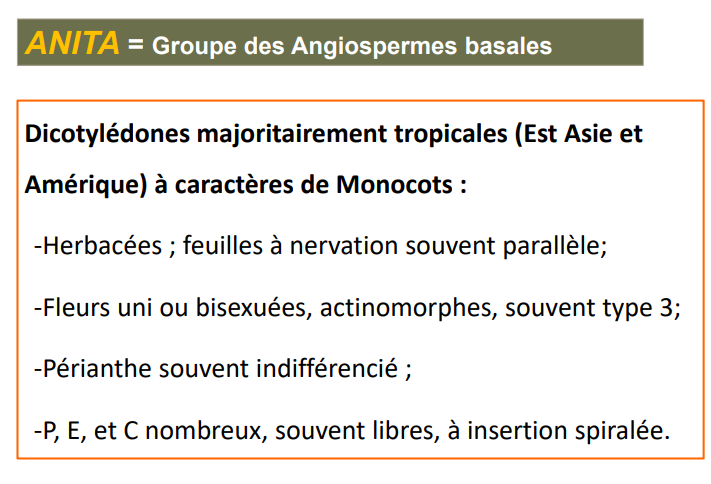 ANITA = Groupe des Angiospermes basales
Dicotylédones majoritairement tropicales (Est Asie et
Amérique) à caractères de Monocots :
-Herbacées ; feuilles à nervation souvent parallèle;
-Fleurs uni ou bisexuées, actinomorphes, souvent type 3;
-Périanthe souvent indifférencié ;
-P, E, et C nombreux, souvent libres, à insertion spiralée.